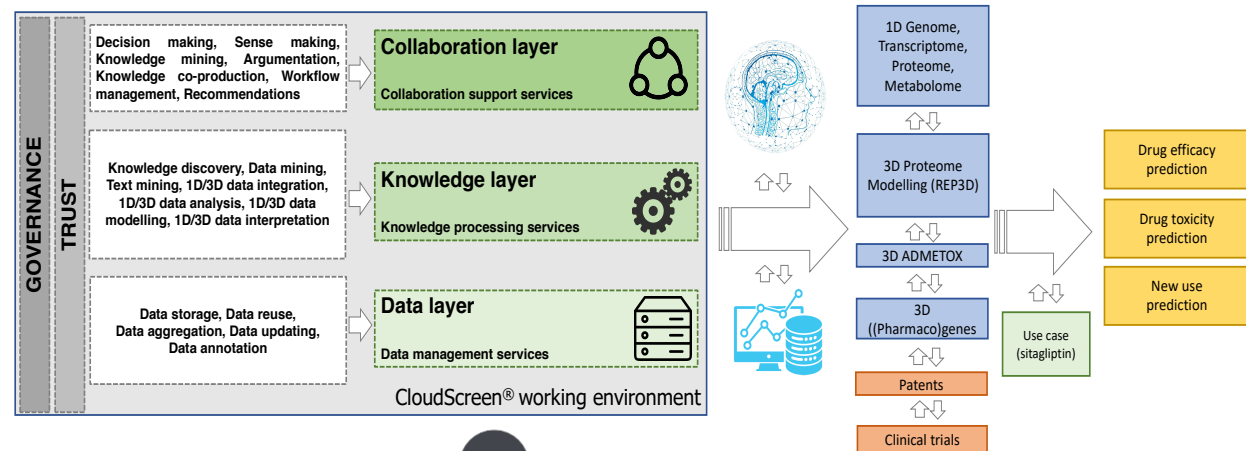 GOVERNANCE
TRUST
Decision making, Sense making,
Knowledge mining, Argumentation,
Knowledge co-production, Workflow
management, Recommendations
Collaboration layer
Collaboration support services
Knowledge discovery, Data mining,
Text mining, 1D/3D data integration,
1D/3D data analysis, 1D/3D data
modelling, 1D/3D data interpretation
Knowledge layer
Knowledge processing services
Data storage, Data reuse,
Data aggregation, Data updating,
Data annotation
Data layer
Data management services
CloudScreen® working environment
1D Genome,
Transcriptome,
Proteome,
Metabolome
3D Proteome
Modelling (REP3D)
3D ADMETOX
3D
((Pharmaco)genes
Patents
Clinical trials
Use case
(sitagliptin)
Drug efficacy
prediction
Drug toxicity
prediction
New use
prediction